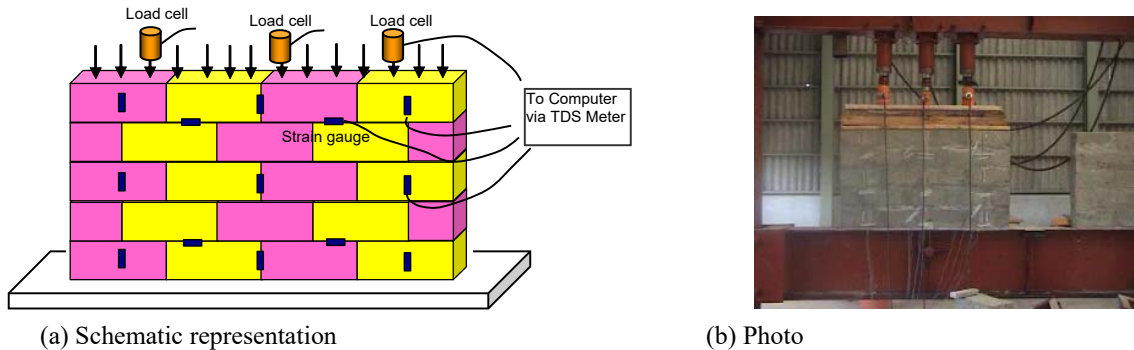 Load cell
Load cell
Load cell
To Computer
via TDS Meter
Strain gauge
(a) Schematic representation
(b) Photo